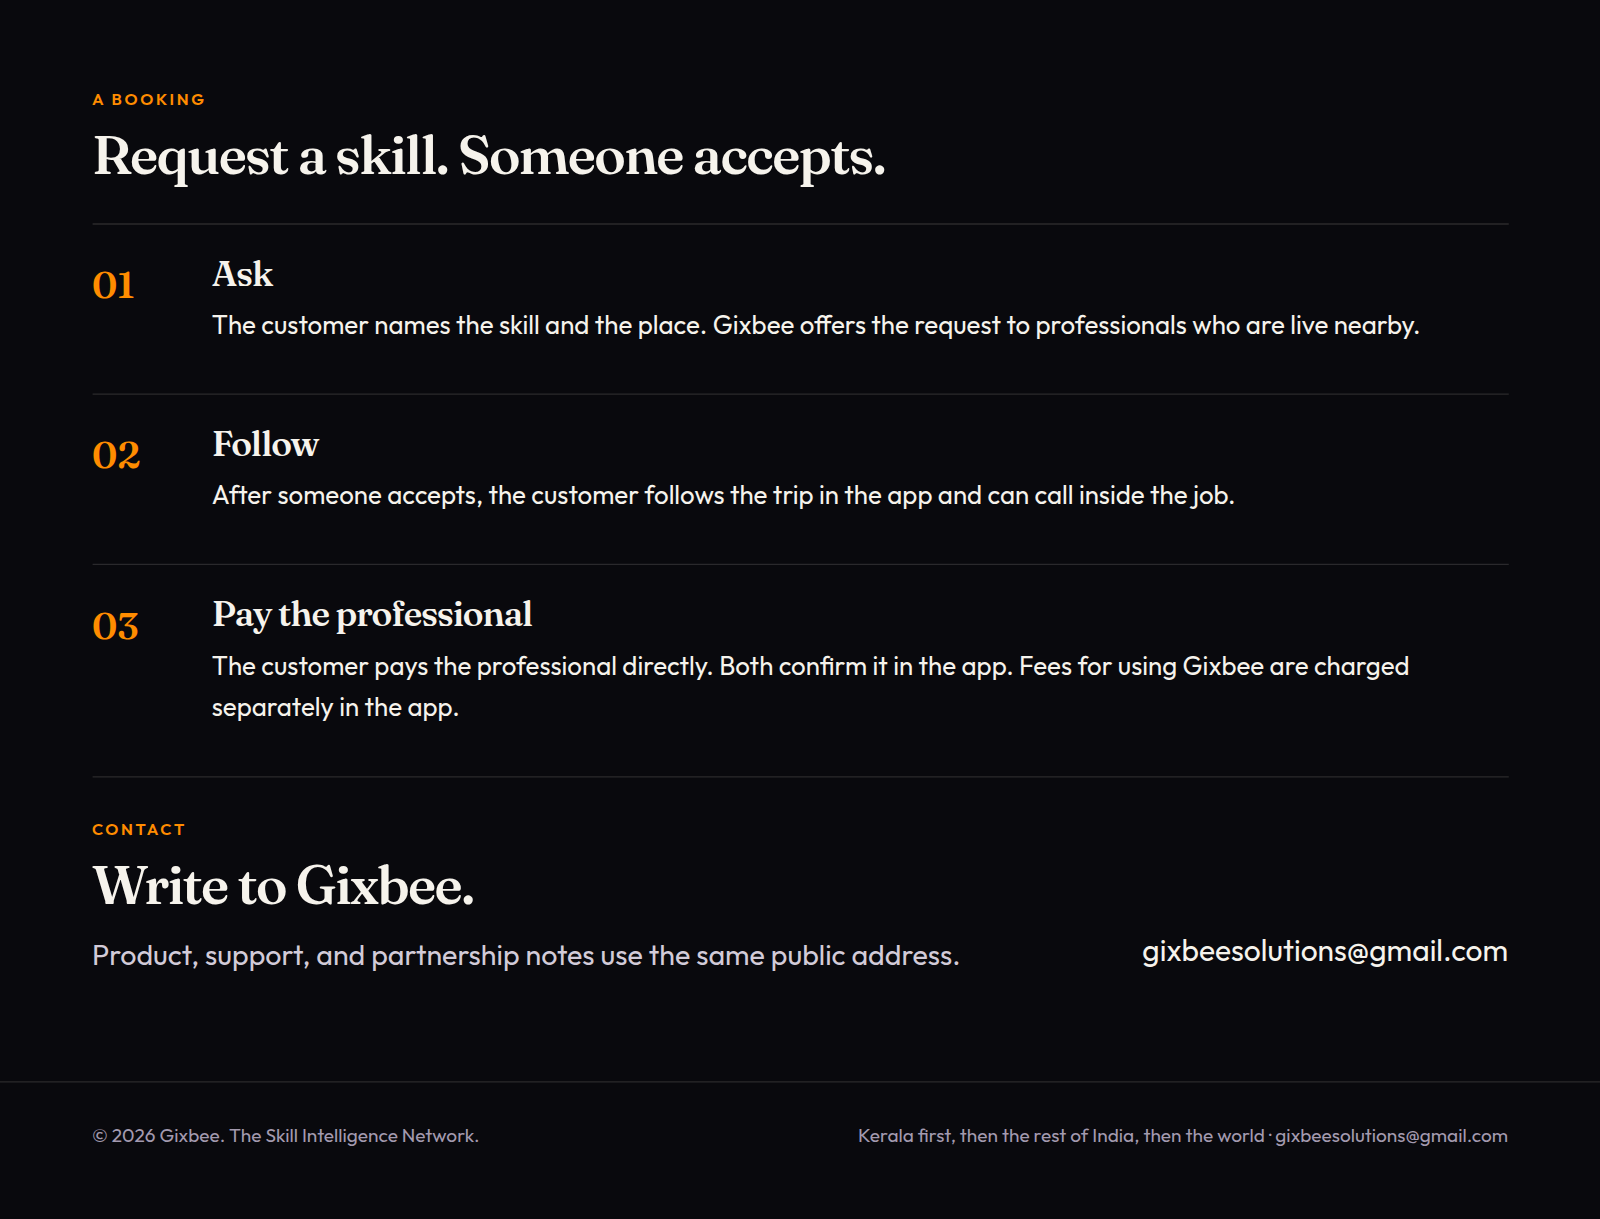 A BOOKING
Request a skill. Someone accepts.
01
Ask
The customer names the skill and the place. Gixbee offers the request to professionals who are live nearby.
02
Follow
After someone accepts, the customer follows the trip in the app and can call inside the job.
03
Pay the professional
The customer pays the professional directly. Both confirm it in the app. Fees for using Gixbee are charged
separately in the app.
CONTACT
Write to Gixbee.
Product, support, and partnership notes use the same public address.
gixbeesolutions@gmail.com
© 2026 Gixbee. The Skill Intelligence Network.
Kerala first, then the rest of India, then the world · gixbeesolutions@gmail.com